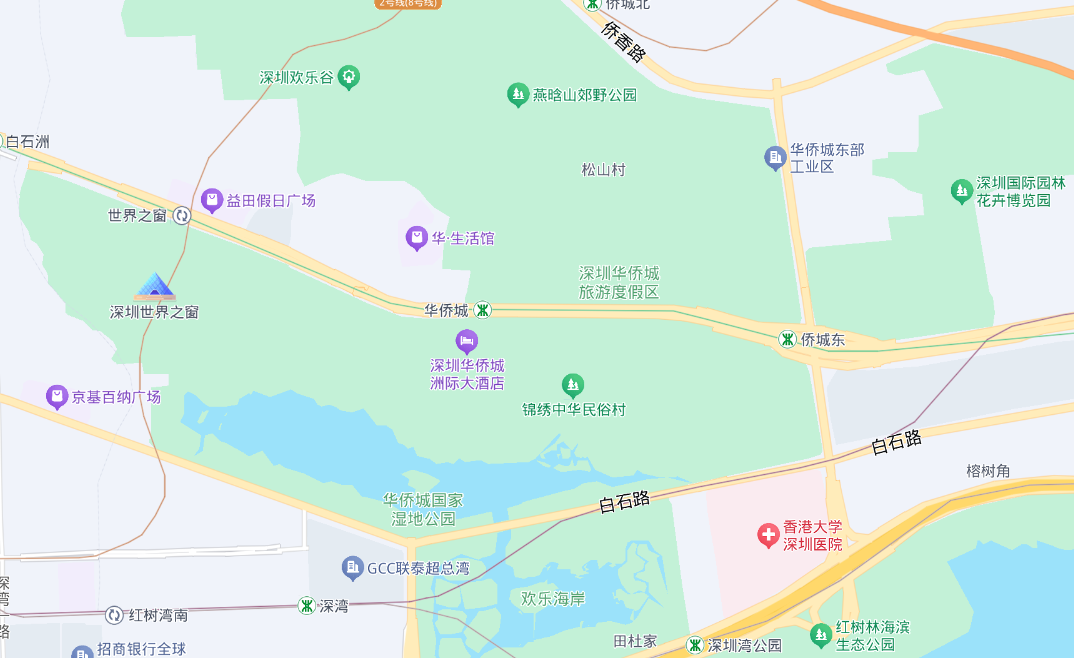 2号线(8号线)
侨城北
侨香路
深圳欢乐谷
燕晗山郊野公园
白石洲
华侨城东部
工业区
松山村
深圳国际园林
花卉博览园
益田假日广场
世界之窗
华·生活馆
深圳华侨城
旅游度假区
深圳世界之窗
华侨城
侨城东
深圳华侨城
洲际大酒店
京基百纳广场
锦绣中华民俗村
白石路
榕树角
华侨城国家
湿地公园
白石路
香港大学
深圳医院
GCC联泰超总湾
深湾
欢乐海岸
深
湾
路
红树湾南
田杜家
深圳湾公园
红树林海滨
生态公园
招商银行全球